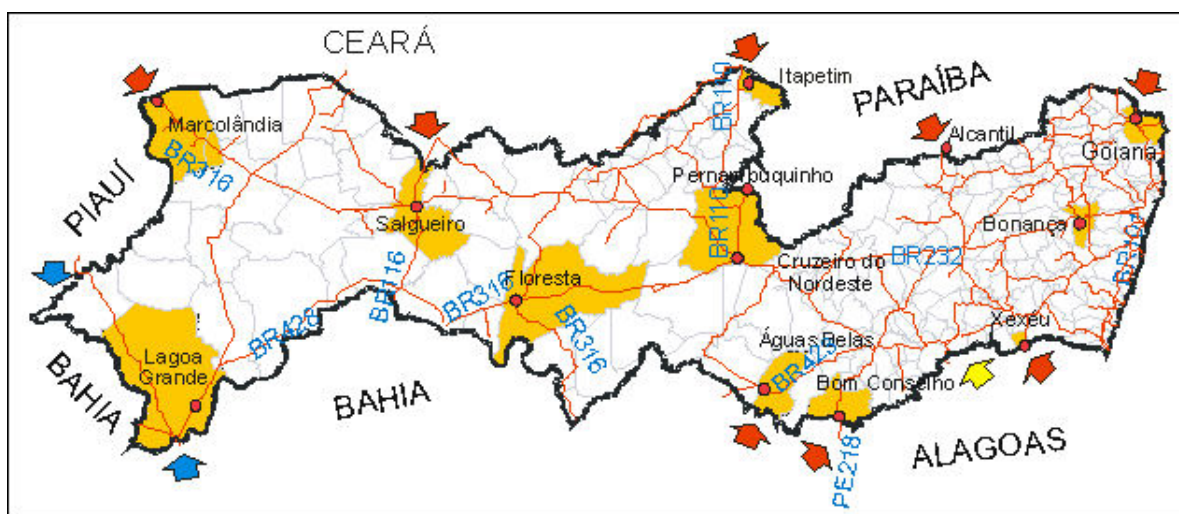 CEARÁ
Itapetim
PARAÍBA
BR110
Marcolândia
Alcantil
Goiana
BR316
Pernambuquinho
PIAUÍ
Salgueiro
BR110
Bonança
BR232
BR101
Floresta
Cruzeiro do
Nordeste
BR116
BR316
BR316
Xexéu
BR428
Águas Belas
Lagoa
Grande
BR423
Bom Conselho
BAHIA
BAHIA
ALAGOAS
PE218